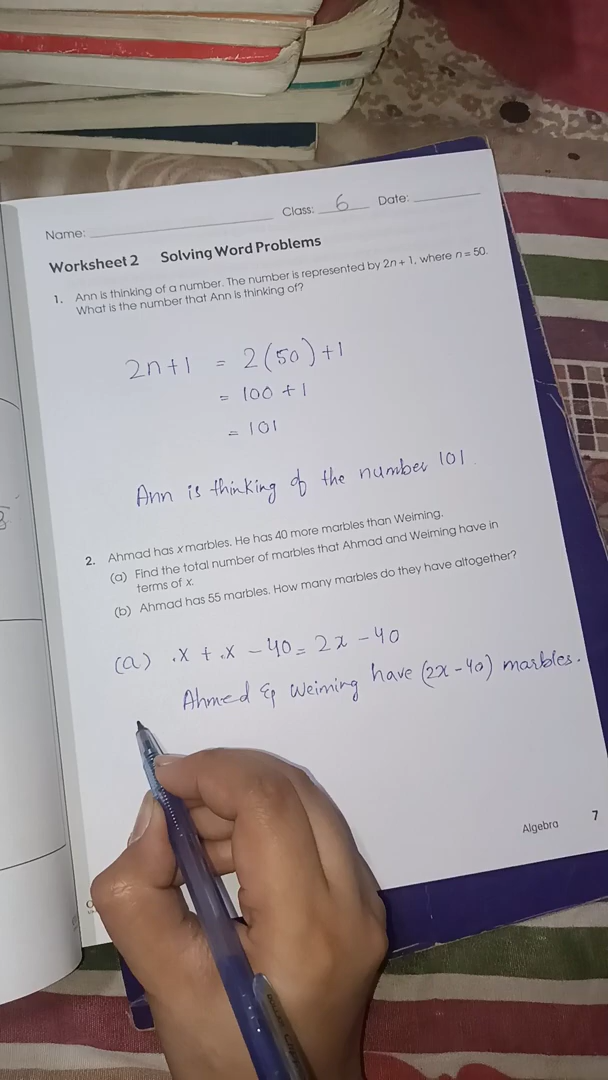 Name: Class: 6 Date:
Worksheet 2 Solving Word Problems
1. Ann is thinking of a number. The number is represented by 2n + 1, where n = 50.
What is the number that Ann is thinking of?
2n+1 = 2(50)+1
= 100 +1
= 101
Ann is thinking of the number 101
2. Ahmad has x marbles. He has 40 more marbles than Weiming.
(a) Find the total number of marbles that Ahmad and Weiming have in
terms of x.
(b) Ahmad has 55 marbles. How many marbles do they have altogether?
(a) x + x - 40 = 2x - 40
Ahmed & Weiming have (2x-40) marbles.
Algebra 7